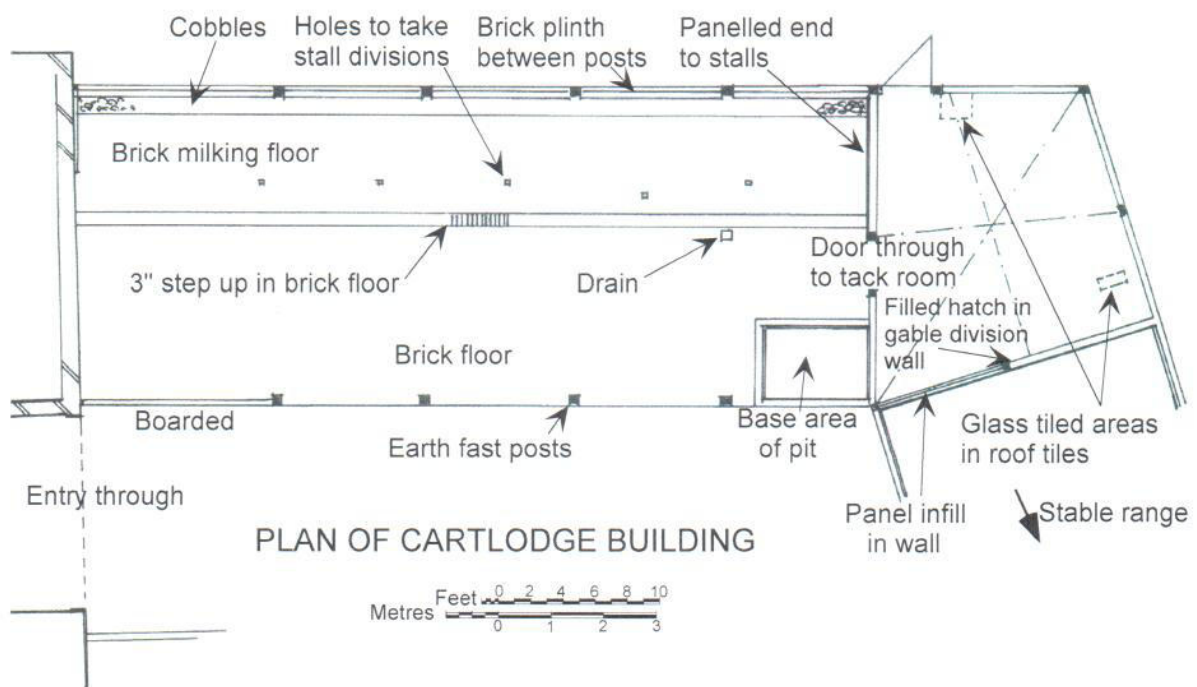 Cobbles
Holes to take
stall divisions
Brick plinth
between posts
Panelled end
to stalls
Brick milking floor
3" step up in brick floor
Drain
Door through
to tack room
Filled hatch in
gable division
wall
Brick floor
Boarded
Earth fast posts
Base area
of pit
Glass tiled areas
in roof tiles
Entry through
Panel infill
in wall
Stable range
PLAN OF CARTLODGE BUILDING
Feet 0 2 4 6 8 10
Metres 0 1 2 3